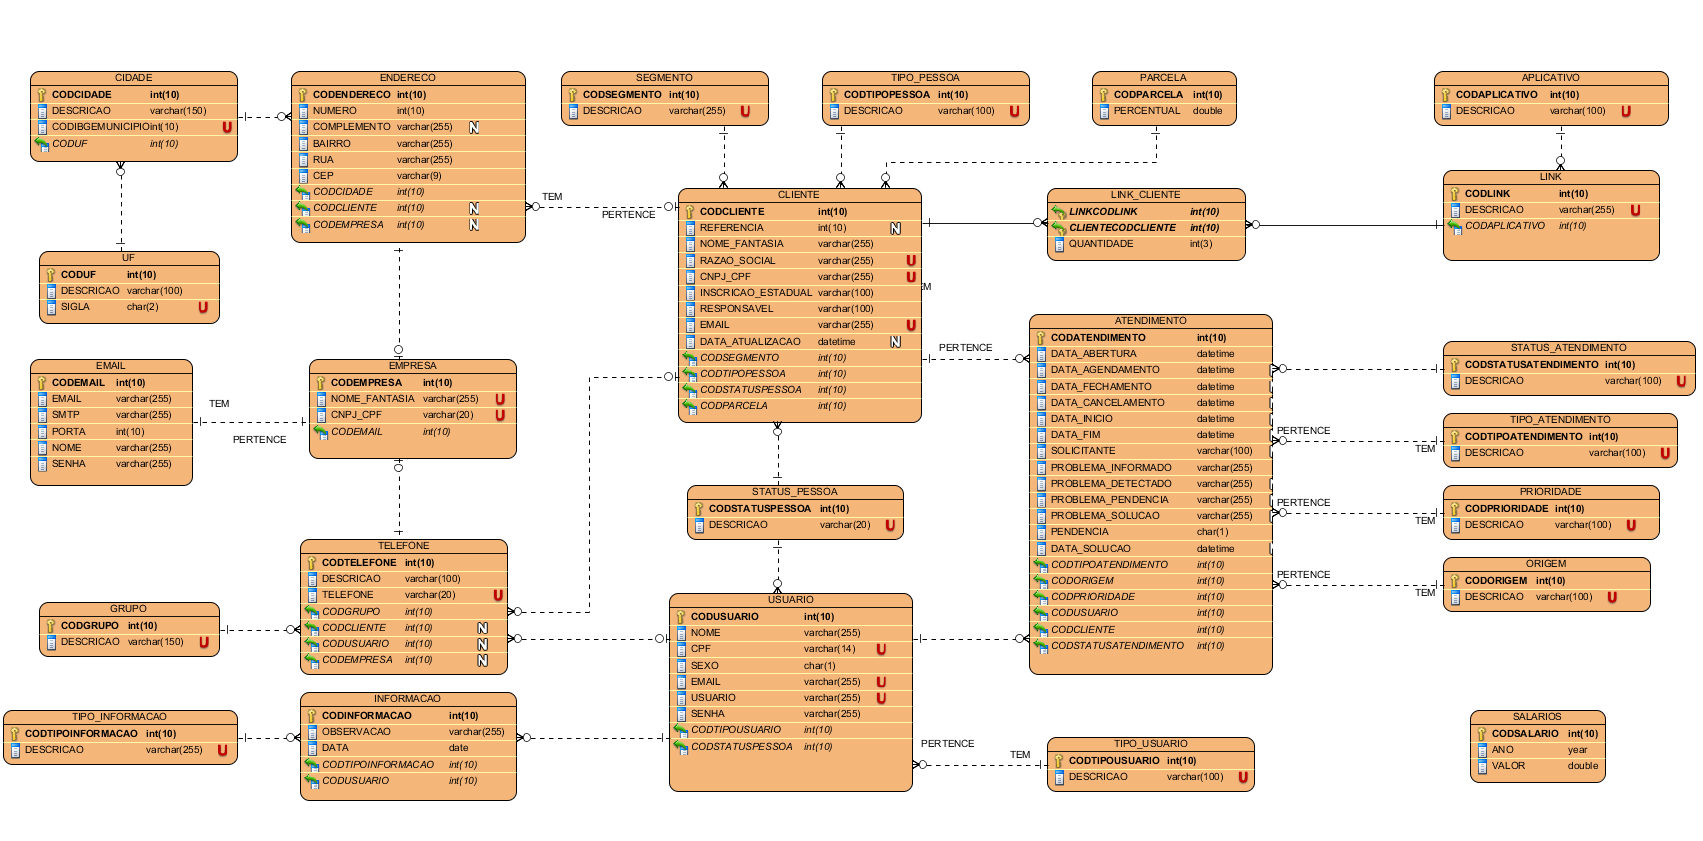 CIDADE
CODCIDADE int(10)
DESCRICAO varchar(150)
CODIBGEMUNICIPIOint(10) U
CODUF int(10)
ENDERECO
CODENDERECO int(10)
NUMERO int(10)
COMPLEMENTO varchar(255) N
BAIRRO varchar(255)
RUA varchar(255)
CEP varchar(9)
CODCIDADE int(10)
CODCLIENTE int(10) N
CODEMPRESA int(10) N
SEGMENTO
CODSEGMENTO int(10)
DESCRICAO varchar(255) U
TIPO_PESSOA
CODTIPOPESSOA int(10)
DESCRICAO varchar(100) U
PARCELA
CODPARCELA int(10)
PERCENTUAL double
APLICATIVO
CODAPLICATIVO int(10)
DESCRICAO varchar(100) U
TEM
PERTENCE
CLIENTE
CODCLIENTE int(10)
REFERENCIA int(10) N
NOME_FANTASIA varchar(255)
RAZAO_SOCIAL varchar(255) U
CNPJ_CPF varchar(255) U
INSCRICAO_ESTADUAL varchar(100)
RESPONSAVEL varchar(100)
EMAIL varchar(255) U
DATA_ATUALIZACAO datetime N
CODSEGMENTO int(10)
CODTIPOPESSOA int(10)
CODSTATUSPESSOA int(10)
CODPARCELA int(10)
LINK_CLIENTE
LINKCODLINK int(10)
CLIENTECODCLIENTE int(10)
QUANTIDADE int(3)
LINK
CODLINK int(10)
DESCRICAO varchar(255) U
CODAPLICATIVO int(10)
UF
CODUF int(10)
DESCRICAO varchar(100)
SIGLA char(2) U
EM
PERTENCE
EMAIL
CODEMAIL int(10)
EMAIL varchar(255)
SMTP varchar(255)
PORTA int(10)
NOME varchar(255)
SENHA varchar(255)
TEM
PERTENCE
EMPRESA
CODEMPRESA int(10)
NOME_FANTASIA varchar(255) U
CNPJ_CPF varchar(20) U
CODEMAIL int(10)
ATENDIMENTO
CODATENDIMENTO int(10)
DATA_ABERTURA datetime
DATA_AGENDAMENTO datetime
DATA_FECHAMENTO datetime
DATA_CANCELAMENTO datetime
DATA_INICIO datetime
DATA_FIM datetime
SOLICITANTE varchar(100)
PROBLEMA_INFORMADO varchar(255)
PROBLEMA_DETECTADO varchar(255)
PROBLEMA_PENDENCIA varchar(255)
PROBLEMA_SOLUCAO varchar(255)
PENDENCIA char(1)
DATA_SOLUCAO datetime
CODTIPOATENDIMENTO int(10)
CODORIGEM int(10)
CODPRIORIDADE int(10)
CODUSUARIO int(10)
CODCLIENTE int(10)
CODSTATUSATENDIMENTO int(10)
STATUS_ATENDIMENTO
CODSTATUSATENDIMENTO int(10)
DESCRICAO varchar(100) U
PERTENCE
TEM
TIPO_ATENDIMENTO
CODTIPOATENDIMENTO int(10)
DESCRICAO varchar(100) U
PERTENCE
TEM
PRIORIDADE
CODPRIORIDADE int(10)
DESCRICAO varchar(100) U
PERTENCE
TEM
ORIGEM
CODORIGEM int(10)
DESCRICAO varchar(100) U
STATUS_PESSOA
CODSTATUSPESSOA int(10)
DESCRICAO varchar(20) U
TELEFONE
CODTELEFONE int(10)
DESCRICAO varchar(100)
TELEFONE varchar(20) U
CODGRUPO int(10)
CODCLIENTE int(10) N
CODUSUARIO int(10) N
CODEMPRESA int(10) N
GRUPO
CODGRUPO int(10)
DESCRICAO varchar(150) U
USUARIO
CODUSUARIO int(10)
NOME varchar(255)
CPF varchar(14) U
SEXO char(1)
EMAIL varchar(255) U
USUARIO varchar(255) U
SENHA varchar(255)
CODTIPOUSUARIO int(10)
CODSTATUSPESSOA int(10)
INFORMACAO
CODINFORMACAO int(10)
OBSERVACAO varchar(255)
DATA date
CODTIPOINFORMACAO int(10)
CODUSUARIO int(10)
TIPO_INFORMACAO
CODTIPOINFORMACAO int(10)
DESCRICAO varchar(255) U
PERTENCE
TEM
TIPO_USUARIO
CODTIPOUSUARIO int(10)
DESCRICAO varchar(100) U
SALARIOS
CODSALARIO int(10)
ANO year
VALOR double